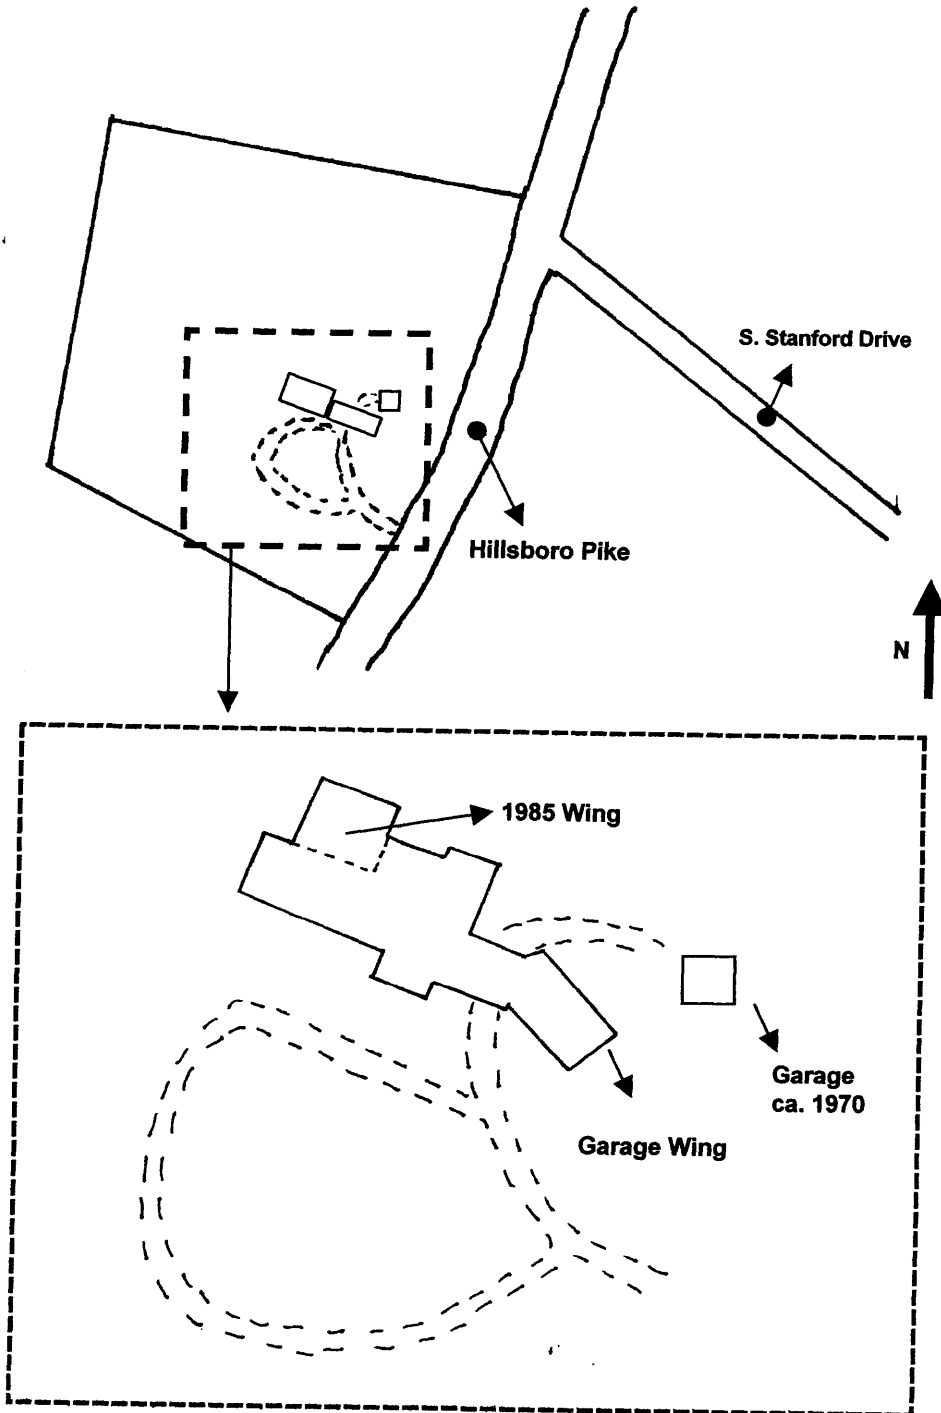 S. Stanford Drive
Hillsboro Pike
N
1985 Wing
Garage
ca. 1970
Garage Wing